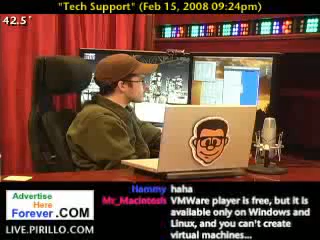 "Tech Support" (Feb 15, 2008 09:24pm)
42.5°
Advertise
Here
Forever .COM
LIVE.PIRILLO.COM
Hammy haha
Mr_Macintosh VMWare player is free, but it is
available only on Windows and
Linux, and you can't create
virtual machines...